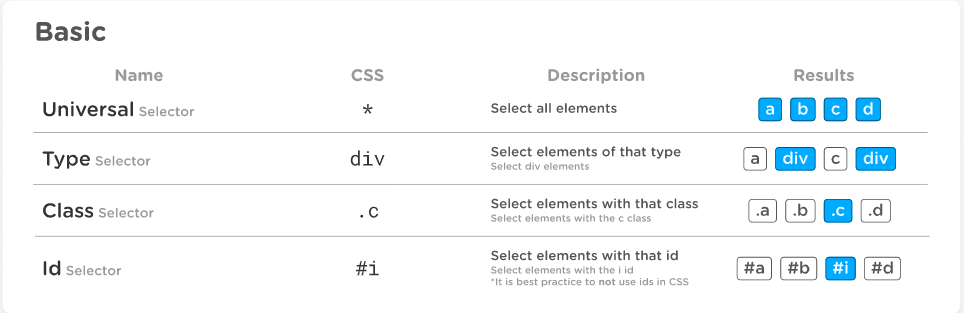 Basic
Name CSS Description Results
Universal Selector * Select all elements a b c d
Type Selector div Select elements of that type a div c div
Select div elements
Class Selector .c Select elements with that class .a .b .c .d
Select elements with the c class
Id Selector #i Select elements with that id #a #b #i #d
Select elements with the i id
*It is best practice to not use ids in CSS